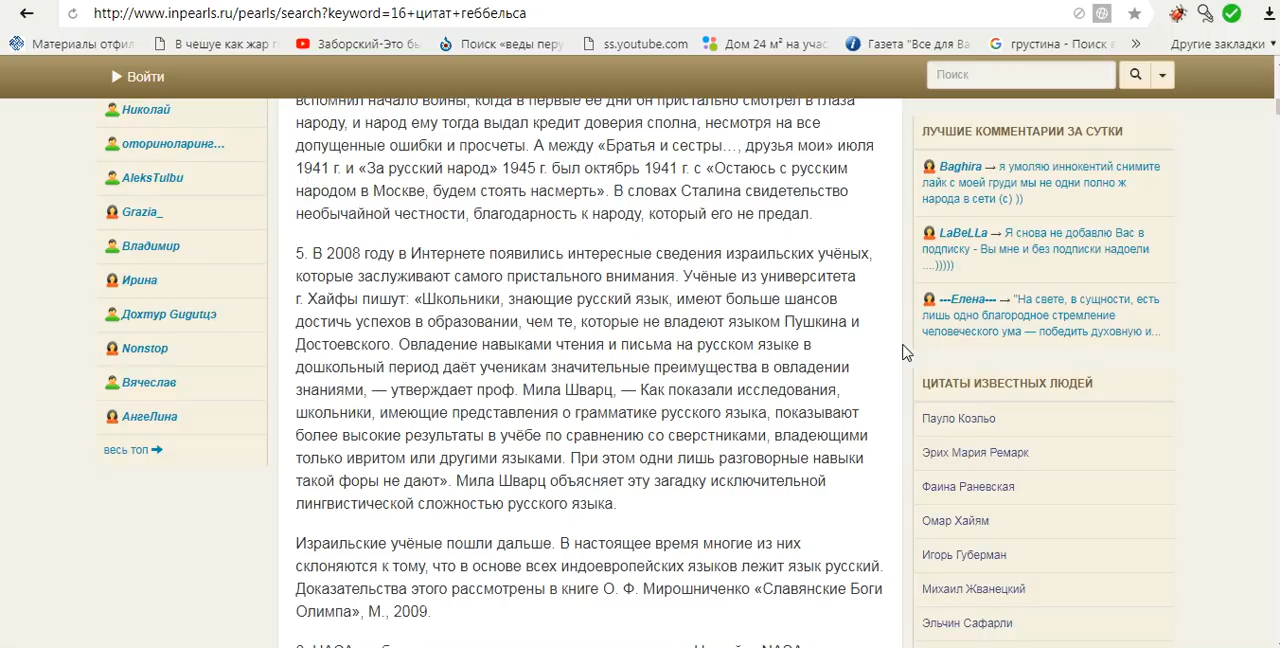 http://www.inpearls.ru/pearls/search?keyword=16+цитат+геббельса
Материалы отфил
В чешуе как жар г
Заборский-Это бы
Поиск «веды перу
ss.youtube.com
Дом 24 м² на учас
Газета "Все для Ва
грустина - Поиск в
»
Другие закладки
Войти
Поиск
Николай
оториноларинг...
AleksTulbu
Grazia_
Владимир
Ирина
Дохтур Gugutцэ
Nonstop
Вячеслав
АнгеЛина
весь топ
вспомнил начало войны, когда в первые её дни он пристально смотрел в глаза
народу, и народ ему тогда выдал кредит доверия сполна, несмотря на все
допущенные ошибки и просчеты. А между «Братья и сестры…, друзья мои» июля
1941 г. и «За русский народ» 1945 г. был октябрь 1941 г. с «Остаюсь с русским
народом в Москве, будем стоять насмерть». В словах Сталина свидетельство
необычайной честности, благодарность к народу, который его не предал.
5. В 2008 году в Интернете появились интересные сведения израильских учёных,
которые заслуживают самого пристального внимания. Учёные из университета
г. Хайфы пишут: «Школьники, знающие русский язык, имеют больше шансов
достичь успехов в образовании, чем те, которые не владеют языком Пушкина и
Достоевского. Овладение навыками чтения и письма на русском языке в
дошкольный период даёт ученикам значительные преимущества в овладении
знаниями, — утверждает проф. Мила Шварц, — Как показали исследования,
школьники, имеющие представления о грамматике русского языка, показывают
более высокие результаты в учёбе по сравнению со сверстниками, владеющими
только ивритом или другими языками. При этом одни лишь разговорные навыки
такой форы не дают». Мила Шварц объясняет эту загадку исключительной
лингвистической сложностью русского языка.
Израильские учёные пошли дальше. В настоящее время многие из них
склоняются к тому, что в основе всех индоевропейских языков лежит язык русский.
Доказательства этого рассмотрены в книге О. Ф. Мирошниченко «Славянские Боги
Олимпа», М., 2009.
ЛУЧШИЕ КОММЕНТАРИИ ЗА СУТКИ
Baghira → я умоляю иннокентий снимите
лайк с моей груди мы не одни полно ж
народа в сети (с) ))
LaBeLLa → Я снова не добавлю Вас в
подписку - Вы мне и без подписки надоели
....)))))
---Елена--- → "На свете, в сущности, есть
лишь одно благородное стремление
человеческого ума — победить духовную и...
ЦИТАТЫ ИЗВЕСТНЫХ ЛЮДЕЙ
Пауло Коэльо
Эрих Мария Ремарк
Фаина Раневская
Омар Хайям
Игорь Губерман
Михаил Жванецкий
Эльчин Сафарли